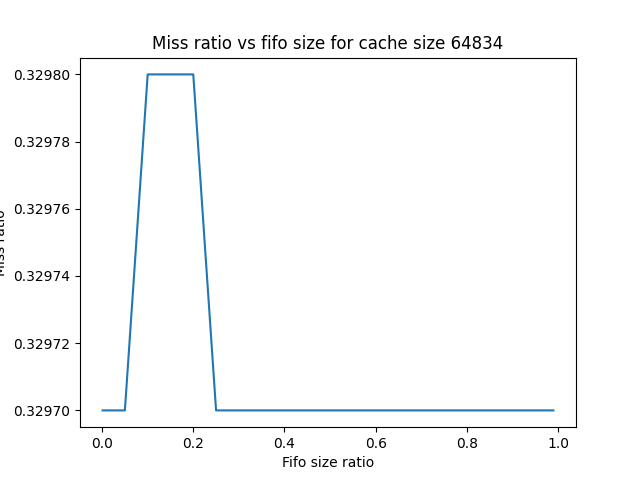 Miss ratio vs fifo size for cache size 64834
0.32980
0.32978
0.32976
0.32974
0.32972
0.32970
Miss ratio
0.0 0.2 0.4 0.6 0.8 1.0
Fifo size ratio